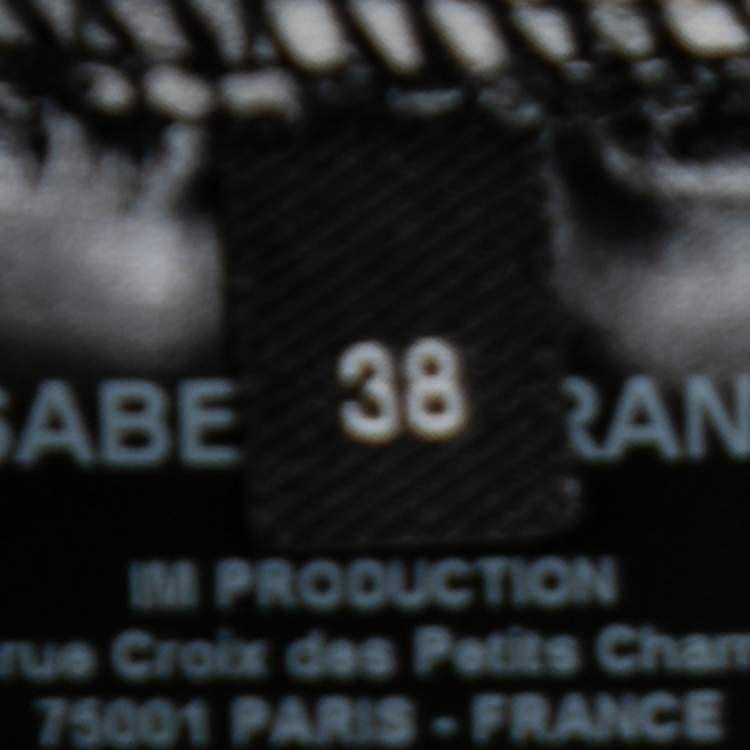 38
SABE RAN
IM PRODUCTION
rue Croix des Petits Cham
75001 PARIS - FRANCE